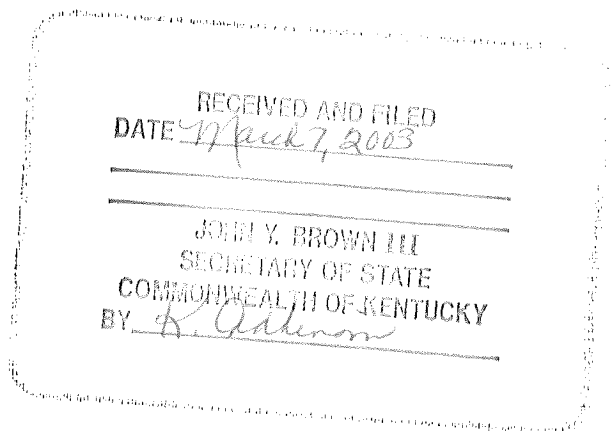 RECEIVED AND FILED
DATE March 7, 2003
JOHN Y. BROWN III
SECRETARY OF STATE
COMMONWEALTH OF KENTUCKY
BY K.